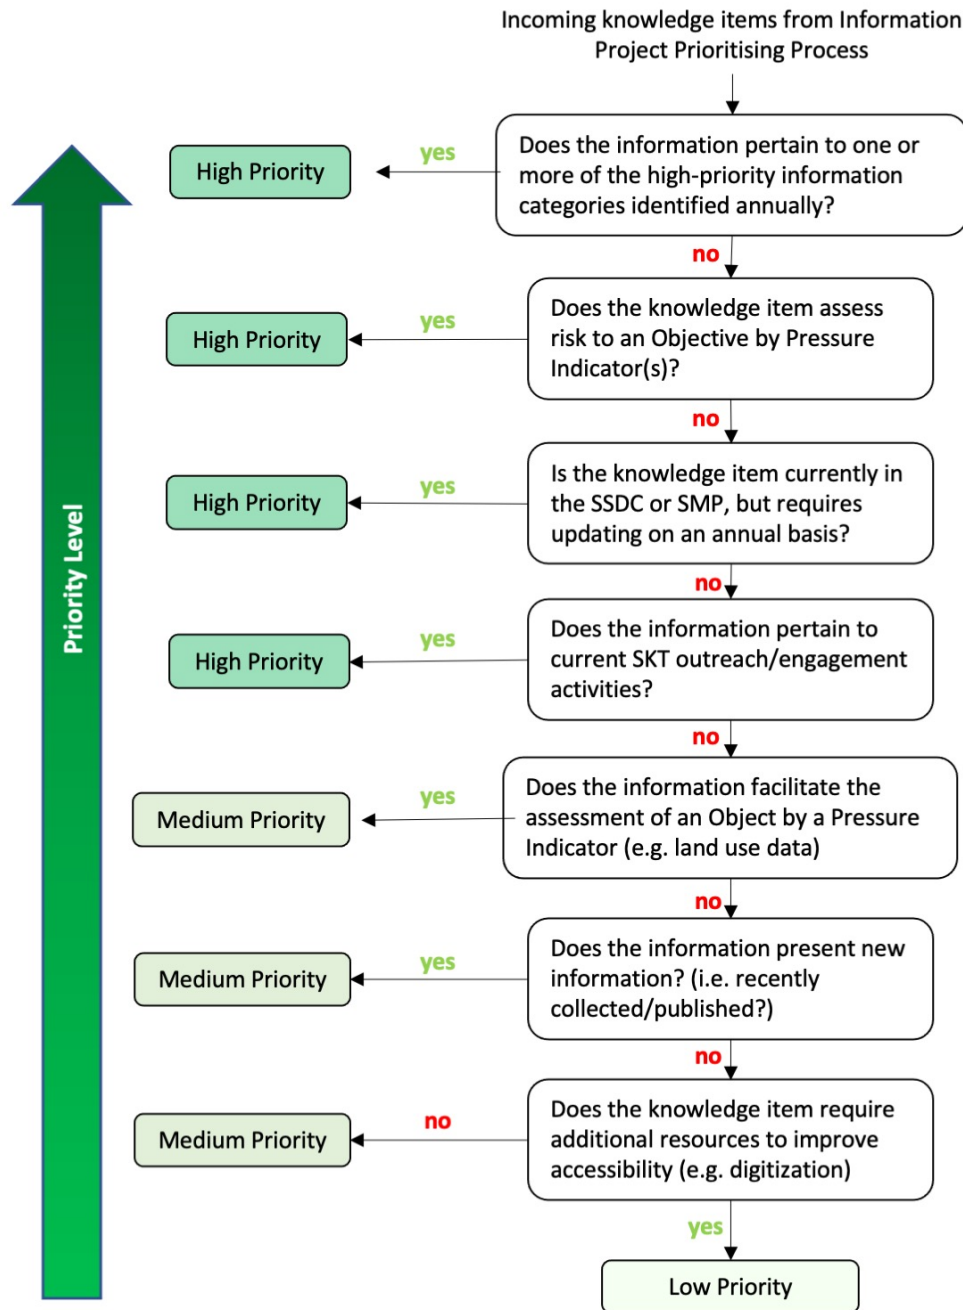 Incoming knowledge items from Information
Project Prioritising Process
Does the information pertain to one or
more of the high-priority information
categories identified annually?
yes
High Priority
no
Does the knowledge item assess
risk to an Objective by Pressure
Indicator(s)?
yes
High Priority
no
Is the knowledge item currently in
the SSDC or SMP, but requires
updating on an annual basis?
yes
High Priority
no
Does the information pertain to
current SKT outreach/engagement
activities?
yes
High Priority
no
Does the information facilitate the
assessment of an Object by a Pressure
Indicator (e.g. land use data)
yes
Medium Priority
no
Does the information present new
information? (i.e. recently
collected/published?)
yes
Medium Priority
no
Does the knowledge item require
additional resources to improve
accessibility (e.g. digitization)
no
Medium Priority
yes
Low Priority
Priority Level